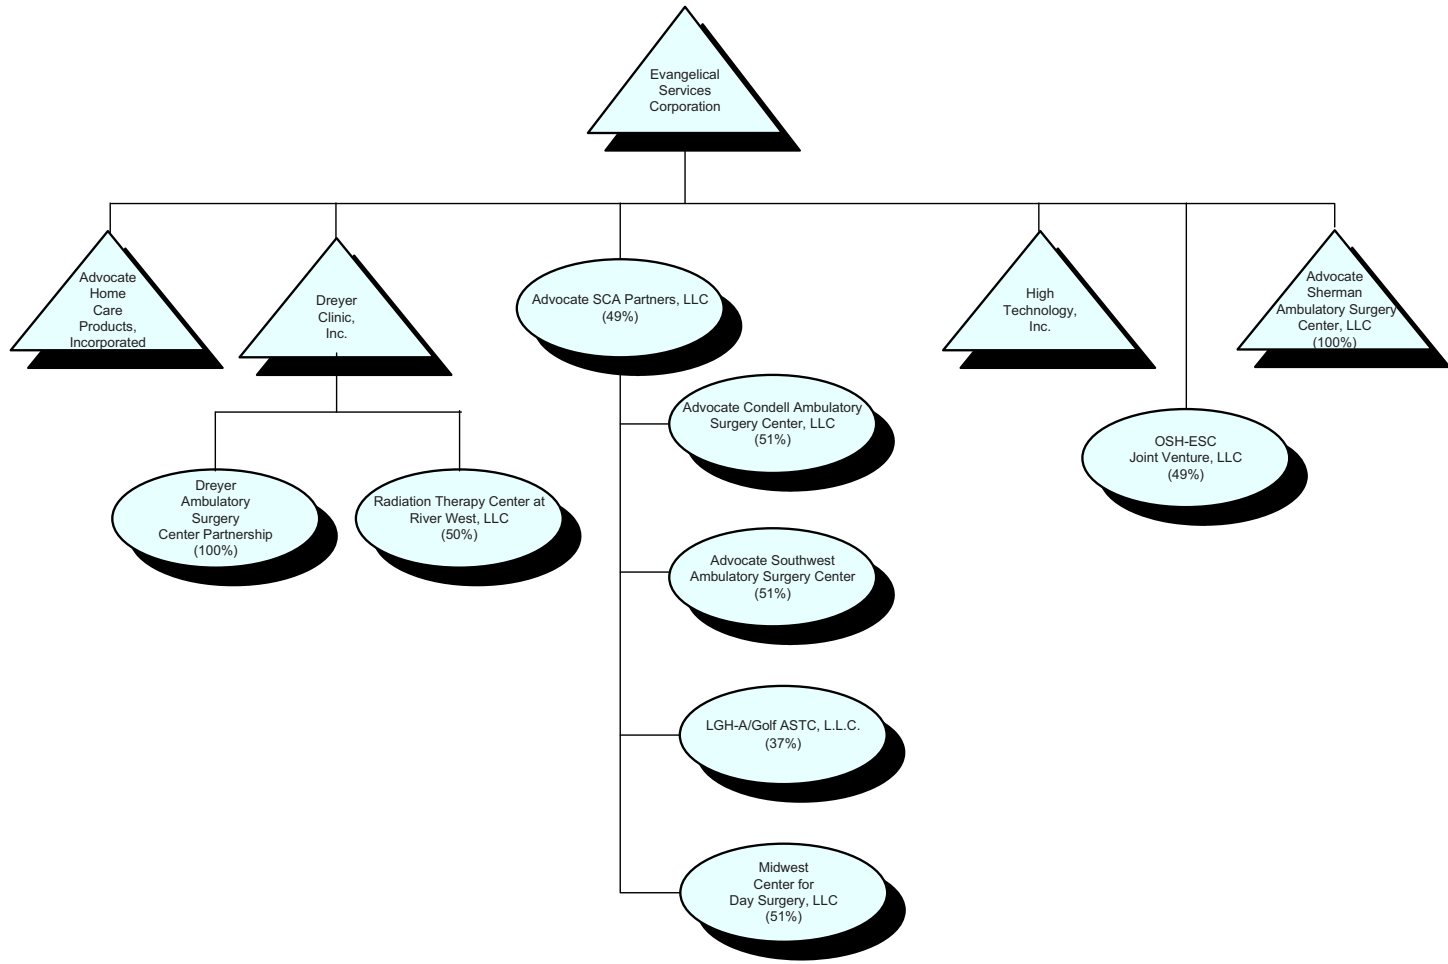 Evangelical
Services
Corporation
Advocate
Home
Care
Products,
Incorporated
Dreyer
Clinic,
Inc.
Advocate SCA Partners, LLC
(49%)
High
Technology,
Inc.
Advocate
Sherman
Ambulatory Surgery
Center, LLC
(100%)
Advocate Condell Ambulatory
Surgery Center, LLC
(51%)
OSH-ESC
Joint Venture, LLC
(49%)
Dreyer
Ambulatory
Surgery
Center Partnership
(100%)
Radiation Therapy Center at
River West, LLC
(50%)
Advocate Southwest
Ambulatory Surgery Center
(51%)
LGH-A/Golf ASTC, L.L.C.
(37%)
Midwest
Center for
Day Surgery, LLC
(51%)